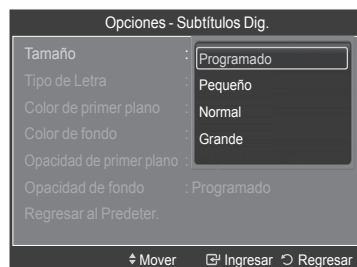 Opciones - Subtítulos Dig.
Tamaño : Programado
Tipo de Letra : Pequeño
Color de primer plano : Normal
Color de fondo : Grande
Opacidad de primer plano :
Opacidad de fondo : Programado
Regresar al Predeter.
Mover Ingresar Regresar